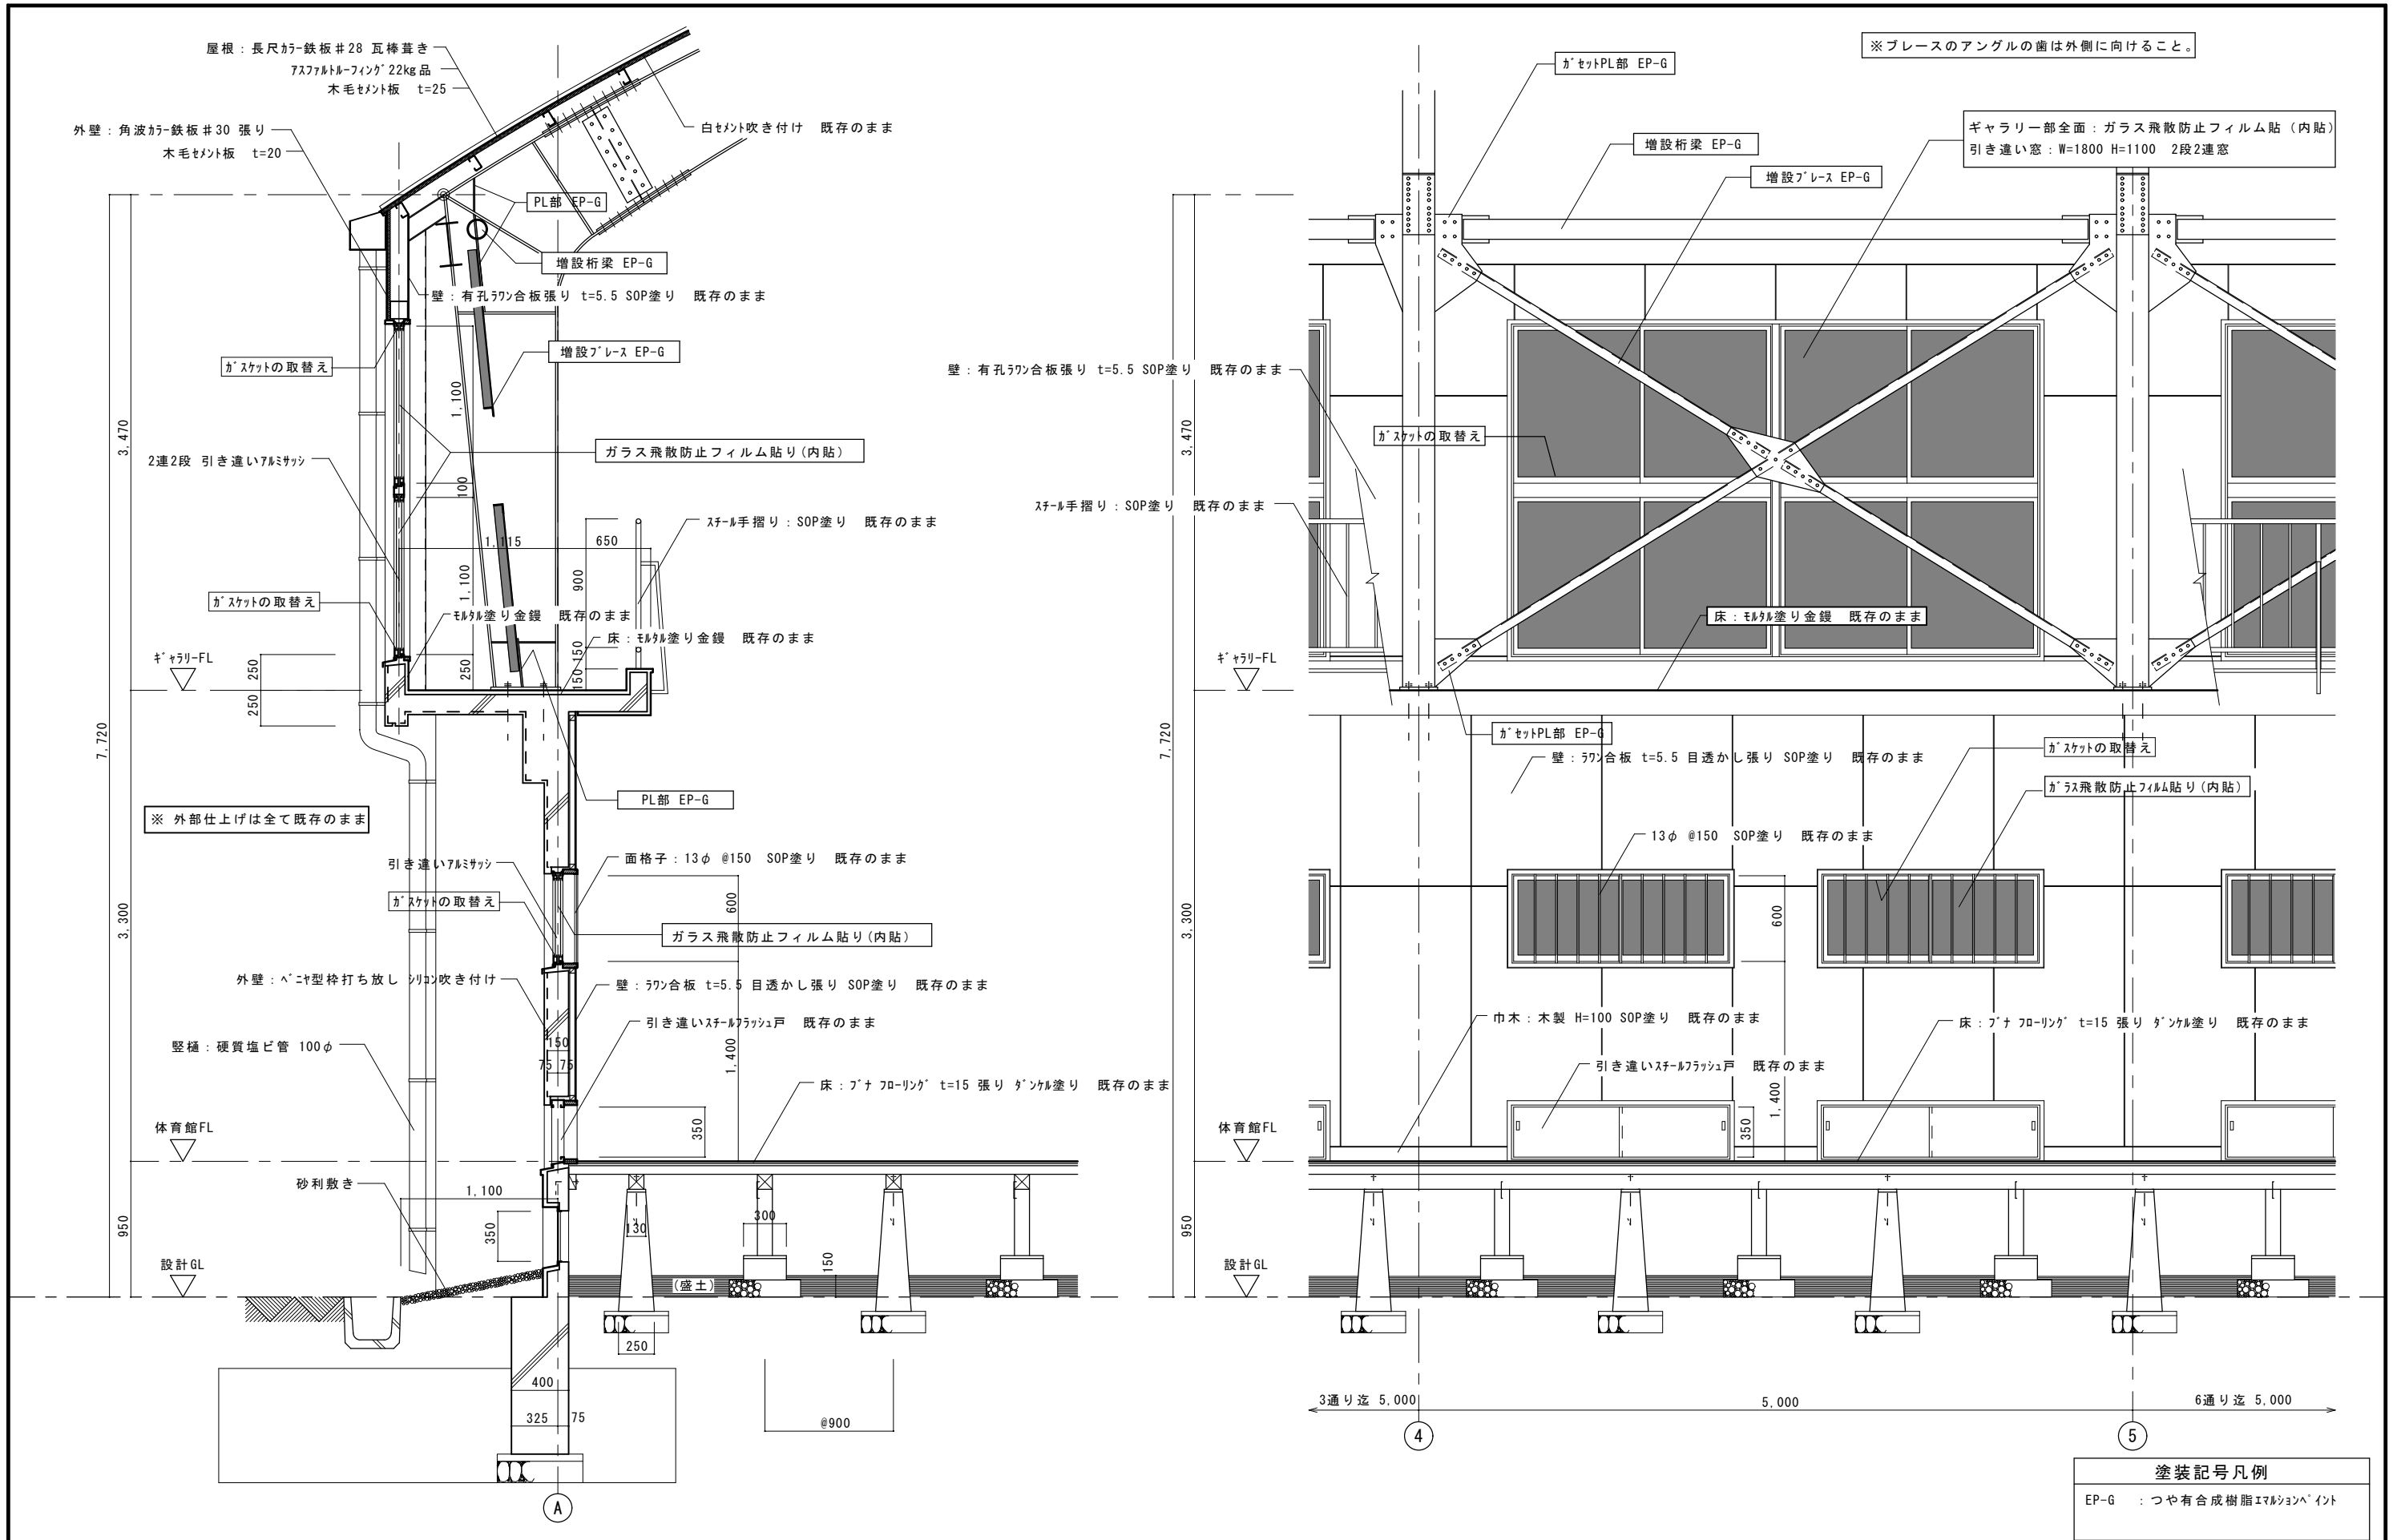 屋根：長尺ｶﾗｰ鉄板＃28 瓦棒葺き
ｱｽﾌｧﾙﾄﾙｰﾌｨﾝｸﾞ22kg品
木毛ｾﾒﾝﾄ板 t=25
外壁：角波ｶﾗｰ鉄板＃30 張り
木毛ｾﾒﾝﾄ板 t=20
白ｾﾒﾝﾄ吹き付け 既存のまま
PL部 EP-G
増設桁梁 EP-G
壁：有孔ﾗﾜﾝ合板張り t=5.5 SOP塗り 既存のまま
増設ﾌﾞﾚｰｽ EP-G
ｶﾞｽｹｯﾄの取替え
1,100
3,470
ガラス飛散防止フィルム貼り(内貼)
2連2段 引き違いｱﾙﾐｻｯｼ
100
ｽﾁｰﾙ手摺り：SOP塗り 既存のまま
1,115
650
1,100
900
ｶﾞｽｹｯﾄの取替え
ﾓﾙﾀﾙ塗り金鏝 既存のまま
床：ﾓﾙﾀﾙ塗り金鏝 既存のまま
ｷﾞｬﾗﾘｰFL
250
250
250
150
150
7,720
PL部 EP-G
※ 外部仕上げは全て既存のまま
引き違いｱﾙﾐｻｯｼ
面格子：13φ @150 SOP塗り 既存のまま
ｶﾞｽｹｯﾄの取替え
600
3,300
ガラス飛散防止フィルム貼り(内貼)
外壁：ﾍﾞﾆﾔ型枠打ち放し ｼﾘｺﾝ吹き付け
壁：ﾗﾜﾝ合板 t=5.5 目透かし張り SOP塗り 既存のまま
引き違いｽﾁｰﾙﾌﾗｯｼｭ戸 既存のまま
竪樋：硬質塩ビ管 100φ
150
75 75
1,400
床：ﾌﾞﾅ ﾌﾛｰﾘﾝｸﾞ t=15 張り ﾀﾞﾝｹﾙ塗り 既存のまま
350
体育館FL
砂利敷き
1,100
350
130
300
150
950
設計GL
(盛土)
250
400
325
75
@900
A
※ブレースのアングルの歯は外側に向けること。
ｶﾞｾｯﾄPL部 EP-G
増設桁梁 EP-G
増設ﾌﾞﾚｰｽ EP-G
ギャラリー部全面：ガラス飛散防止フィルム貼（内貼）
引き違い窓：W=1800 H=1100 2段2連窓
壁：有孔ﾗﾜﾝ合板張り t=5.5 SOP塗り 既存のまま
3,470
ｶﾞｽｹｯﾄの取替え
ｽﾁｰﾙ手摺り：SOP塗り 既存のまま
床：ﾓﾙﾀﾙ塗り金鏝 既存のまま
ｷﾞｬﾗﾘｰFL
7,720
ｶﾞｾｯﾄPL部 EP-G
ｶﾞｽｹｯﾄの取替え
壁：ﾗﾜﾝ合板 t=5.5 目透かし張り SOP塗り 既存のまま
ｶﾞﾗｽ飛散防止ﾌｨﾙﾑ貼り(内貼)
13φ @150 SOP塗り 既存のまま
600
3,300
巾木：木製 H=100 SOP塗り 既存のまま
床：ﾌﾞﾅ ﾌﾛｰﾘﾝｸﾞ t=15 張り ﾀﾞﾝｹﾙ塗り 既存のまま
引き違いｽﾁｰﾙﾌﾗｯｼｭ戸 既存のまま
1,400
350
体育館FL
950
設計GL
3通り迄 5,000
5,000
6通り迄 5,000
4
5
塗装記号凡例
EP-G ：つや有合成樹脂ｴﾏﾙｼｮﾝﾍﾟｲﾝﾄ